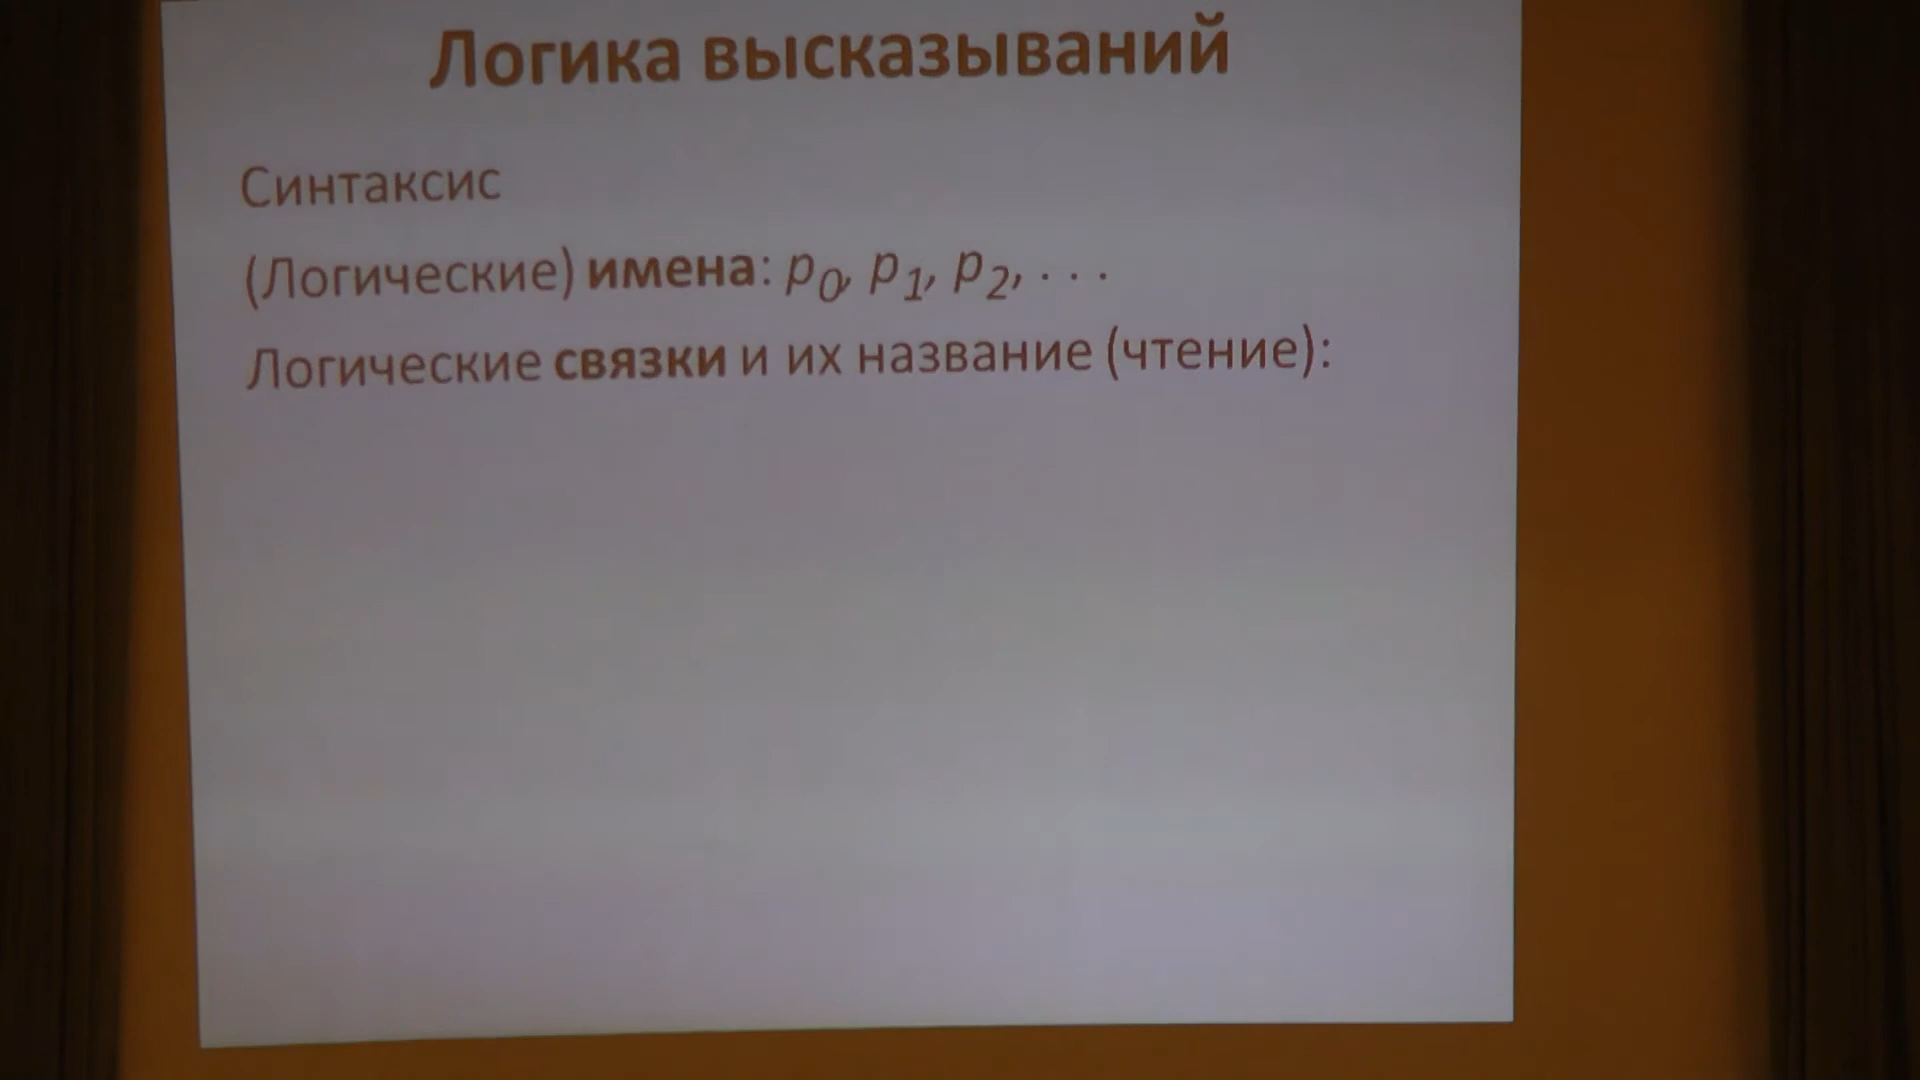 Логика высказываний
Синтаксис
(Логические) имена: p₀, p₁, p₂, . . .
Логические связки и их название (чтение):